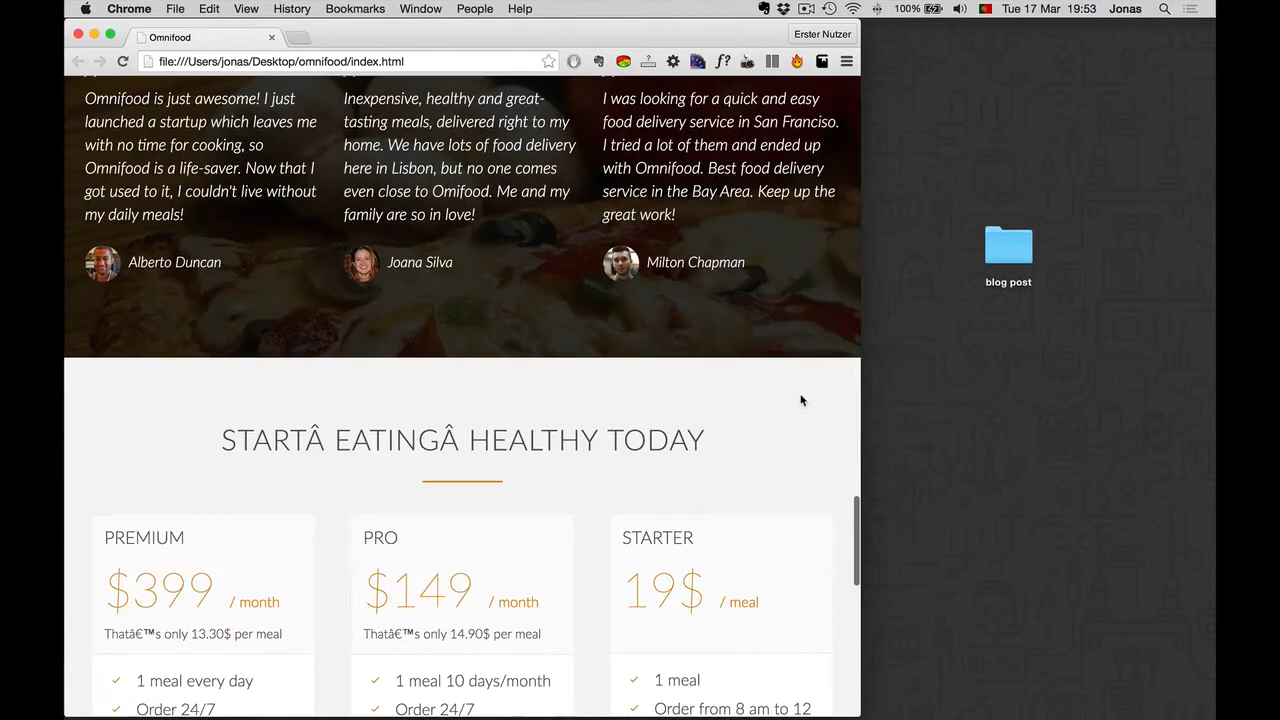 Chrome File Edit View History Bookmarks Window People Help 100% Tue 17 Mar 19:53 Jonas
Omnifood
Erster Nutzer
file:///Users/jonas/Desktop/omnifood/index.html
f?
Omnifood is just awesome! I just
launched a startup which leaves me
with no time for cooking, so
Omnifood is a life-saver. Now that I
got used to it, I couldn't live without
my daily meals!
Alberto Duncan
Inexpensive, healthy and great-
tasting meals, delivered right to my
home. We have lots of food delivery
here in Lisbon, but no one comes
even close to Omifood. Me and my
family are so in love!
Joana Silva
I was looking for a quick and easy
food delivery service in San Franciso.
I tried a lot of them and ended up
with Omnifood. Best food delivery
service in the Bay Area. Keep up the
great work!
Milton Chapman
blog post
STARTÂ EATINGÂ HEALTHY TODAY
PREMIUM
$399 / month
Thatâ€™s only 13.30$ per meal
1 meal every day
Order 24/7
PRO
$149 / month
Thatâ€™s only 14.90$ per meal
1 meal 10 days/month
Order 24/7
STARTER
19$ / meal
1 meal
Order from 8 am to 12